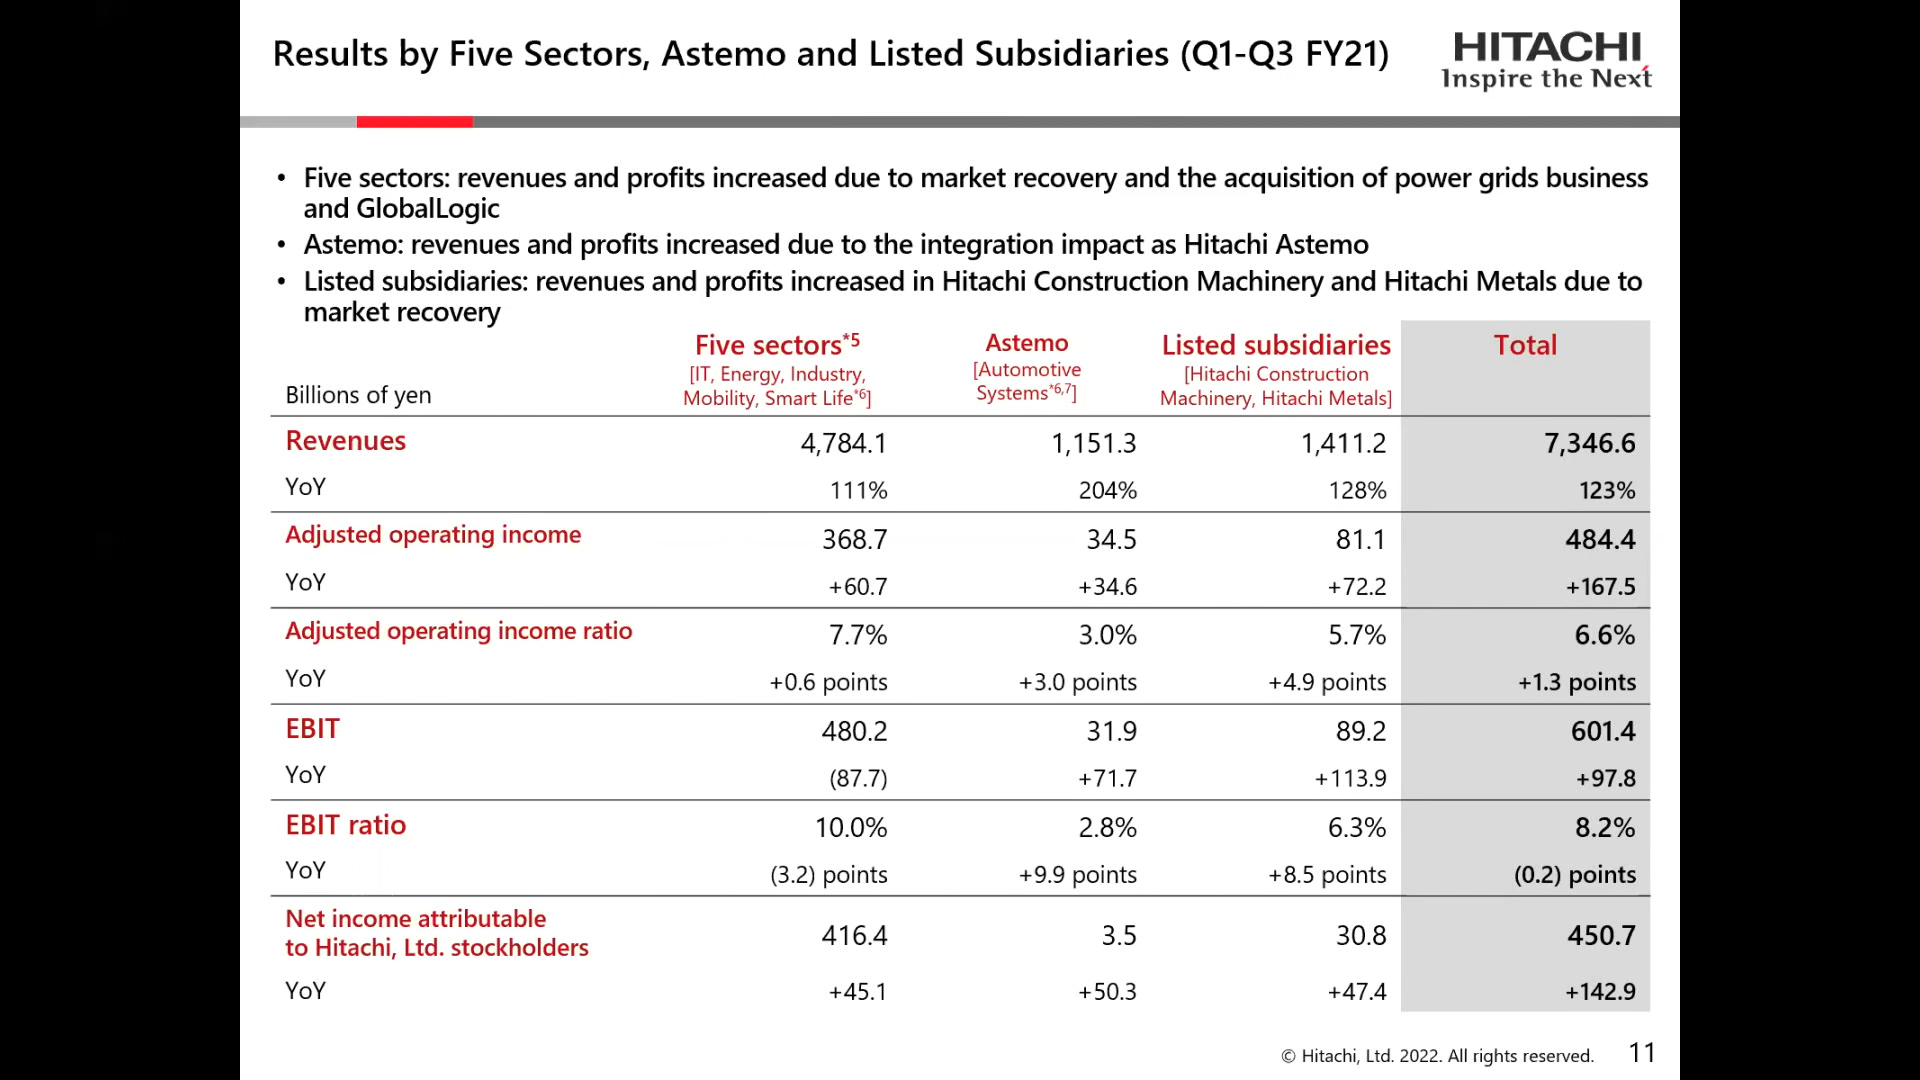 Results by Five Sectors, Astemo and Listed Subsidiaries (Q1-Q3 FY21)
HITACHI
Inspire the Next
• Five sectors: revenues and profits increased due to market recovery and the acquisition of power grids business
and GlobalLogic
• Astemo: revenues and profits increased due to the integration impact as Hitachi Astemo
• Listed subsidiaries: revenues and profits increased in Hitachi Construction Machinery and Hitachi Metals due to
market recovery
Billions of yen
Five sectors*5
[IT, Energy, Industry,
Mobility, Smart Life*6]
Astemo
[Automotive
Systems*6,7]
Listed subsidiaries
[Hitachi Construction
Machinery, Hitachi Metals]
Total
Revenues 4,784.1 1,151.3 1,411.2 7,346.6
YoY 111% 204% 128% 123%
Adjusted operating income 368.7 34.5 81.1 484.4
YoY +60.7 +34.6 +72.2 +167.5
Adjusted operating income ratio 7.7% 3.0% 5.7% 6.6%
YoY +0.6 points +3.0 points +4.9 points +1.3 points
EBIT 480.2 31.9 89.2 601.4
YoY (87.7) +71.7 +113.9 +97.8
EBIT ratio 10.0% 2.8% 6.3% 8.2%
YoY (3.2) points +9.9 points +8.5 points (0.2) points
Net income attributable
to Hitachi, Ltd. stockholders 416.4 3.5 30.8 450.7
YoY +45.1 +50.3 +47.4 +142.9
© Hitachi, Ltd. 2022. All rights reserved. 11